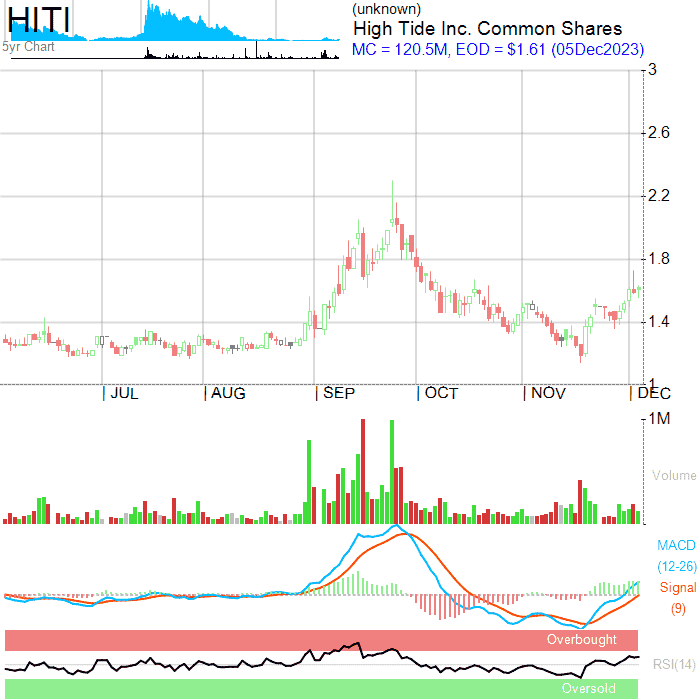 HITI
5yr Chart
(unknown)
High Tide Inc. Common Shares
MC = 120.5M, EOD = $1.61 (05Dec2023)
3
2.6
2.2
1.8
1.4
1
JUL AUG SEP OCT NOV DEC
1M
Volume
MACD
(12-26)
Signal
(9)
Overbought
RSI(14)
Oversold